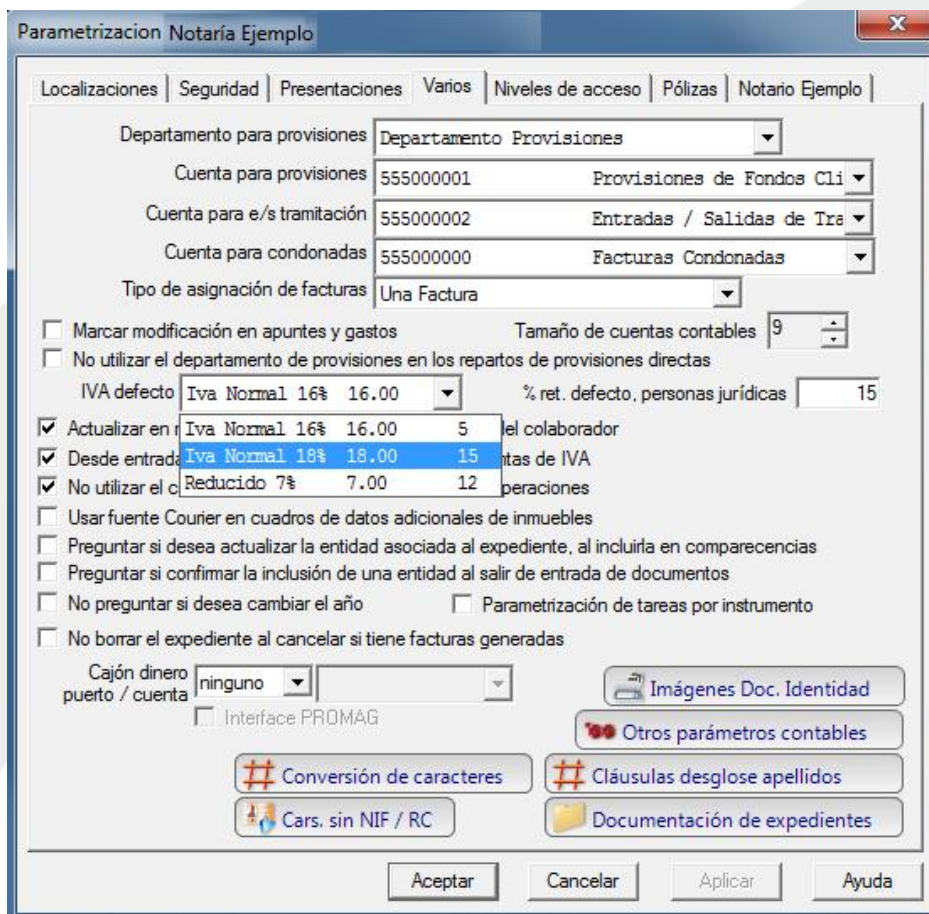 Parametrizacion Notaría Ejemplo
Localizaciones Seguridad Presentaciones Varios Niveles de acceso Pólizas Notario Ejemplo
Departamento para provisiones Departamento Provisiones
Cuenta para provisiones 555000001 Provisiones de Fondos Cli
Cuenta para e/s tramitación 555000002 Entradas / Salidas de Tra
Cuenta para condonadas 555000000 Facturas Condonadas
Tipo de asignación de facturas Una Factura
Marcar modificación en apuntes y gastos Tamaño de cuentas contables 9
No utilizar el departamento de provisiones en los repartos de provisiones directas
IVA defecto Iva Normal 16% 16.00 % ret. defecto, personas jurídicas 15
Actualizar en Iva Normal 16% 16.00 5 del colaborador
Desde entrada Iva Normal 18% 18.00 15 ntas de IVA
No utilizar el Reducido 7% 7.00 12 peraciones
Usar fuente Courier en cuadros de datos adicionales de inmuebles
Preguntar si desea actualizar la entidad asociada al expediente, al incluirla en comparecencias
Preguntar si confirmar la inclusión de una entidad al salir de entrada de documentos
No preguntar si desea cambiar el año Parametrización de tareas por instrumento
No borrar el expediente al cancelar si tiene facturas generadas
Cajón dinero
puerto / cuenta ninguno
Imágenes Doc. Identidad
Interface PROMAG
Otros parámetros contables
Conversión de caracteres Cláusulas desglose apellidos
Cars. sin NIF / RC Documentación de expedientes
Aceptar Cancelar Aplicar Ayuda